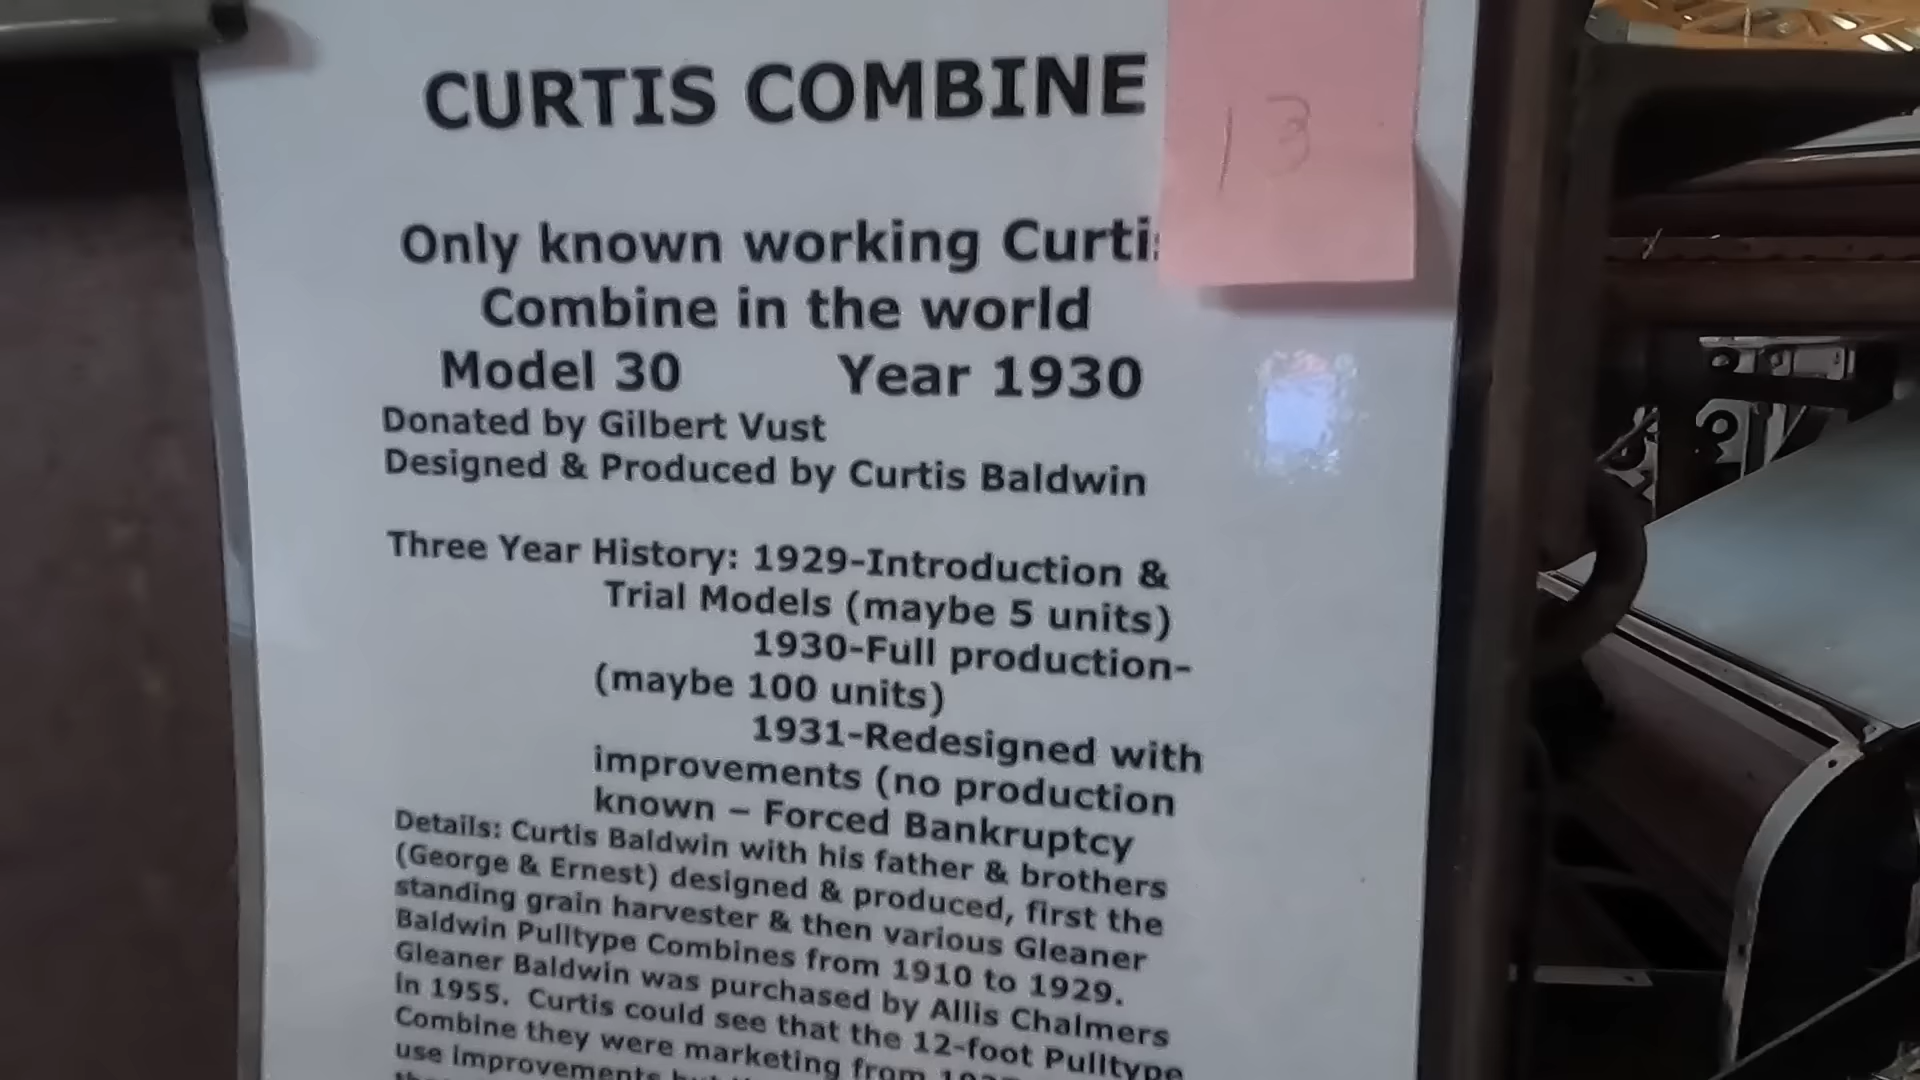 CURTIS COMBINE
13
Only known working Curtis
Combine in the world
Model 30 Year 1930
Donated by Gilbert Vust
Designed & Produced by Curtis Baldwin
Three Year History: 1929-Introduction &
Trial Models (maybe 5 units)
1930-Full production-
(maybe 100 units)
1931-Redesigned with
improvements (no production
known – Forced Bankruptcy
Details: Curtis Baldwin with his father & brothers
(George & Ernest) designed & produced, first the
standing grain harvester & then various Gleaner
Baldwin Pulltype Combines from 1910 to 1929.
Gleaner Baldwin was purchased by Allis Chalmers
in 1955. Curtis could see that the 12-foot Pulltype
Combine they were marketing from
use improvements